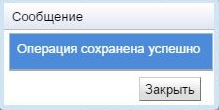 Сообщение
Операция сохранена успешно
Закрыть